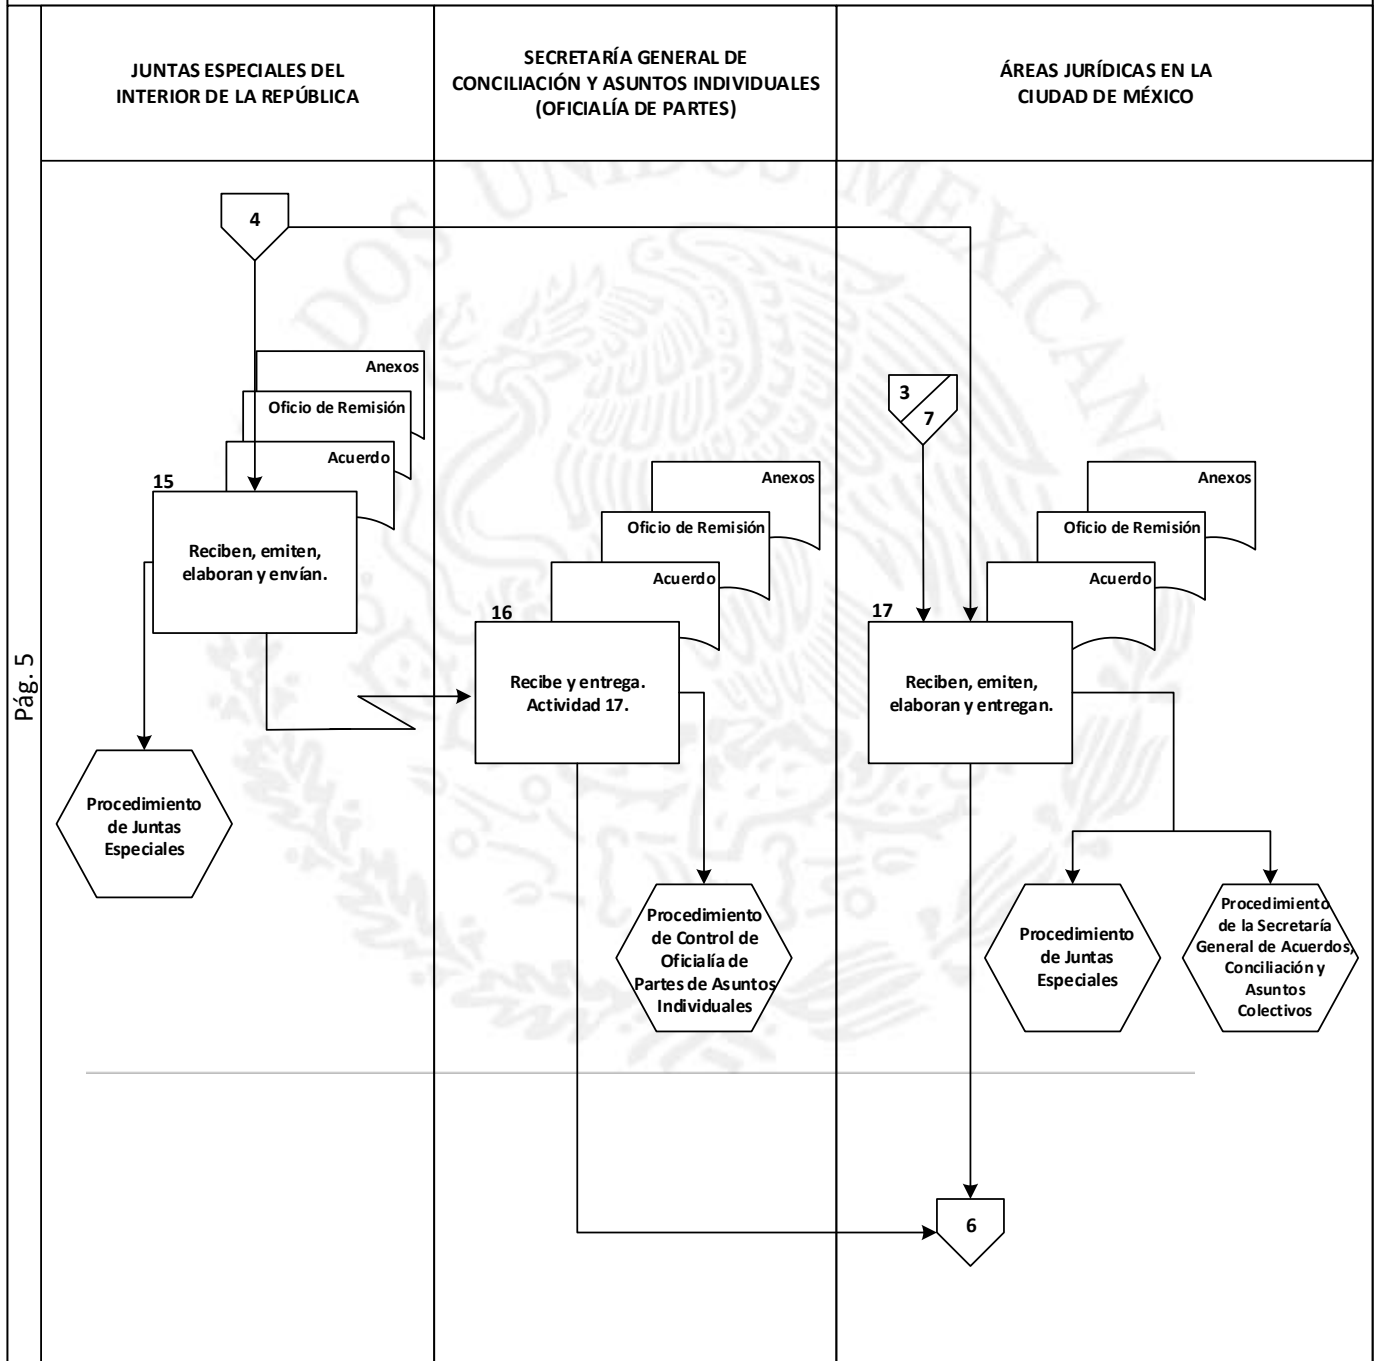 JUNTAS ESPECIALES DEL
INTERIOR DE LA REPÚBLICA
SECRETARÍA GENERAL DE
CONCILIACIÓN Y ASUNTOS INDIVIDUALES
(OFICIALÍA DE PARTES)
ÁREAS JURÍDICAS EN LA
CIUDAD DE MÉXICO
Pág. 5
DOS UNIDOS MEXICANO
4
Anexos
Oficio de Remisión
Acuerdo
15
Reciben, emiten,
elaboran y envían.
Procedimiento
de Juntas
Especiales
Anexos
Oficio de Remisión
Acuerdo
16
Recibe y entrega.
Actividad 17.
Procedimiento
de Control de
Oficialía de
Partes de Asuntos
Individuales
3
7
Anexos
Oficio de Remisión
Acuerdo
17
Reciben, emiten,
elaboran y entregan.
Procedimiento
de Juntas
Especiales
Procedimiento
de la Secretaría
General de Acuerdos,
Conciliación y
Asuntos
Colectivos
6